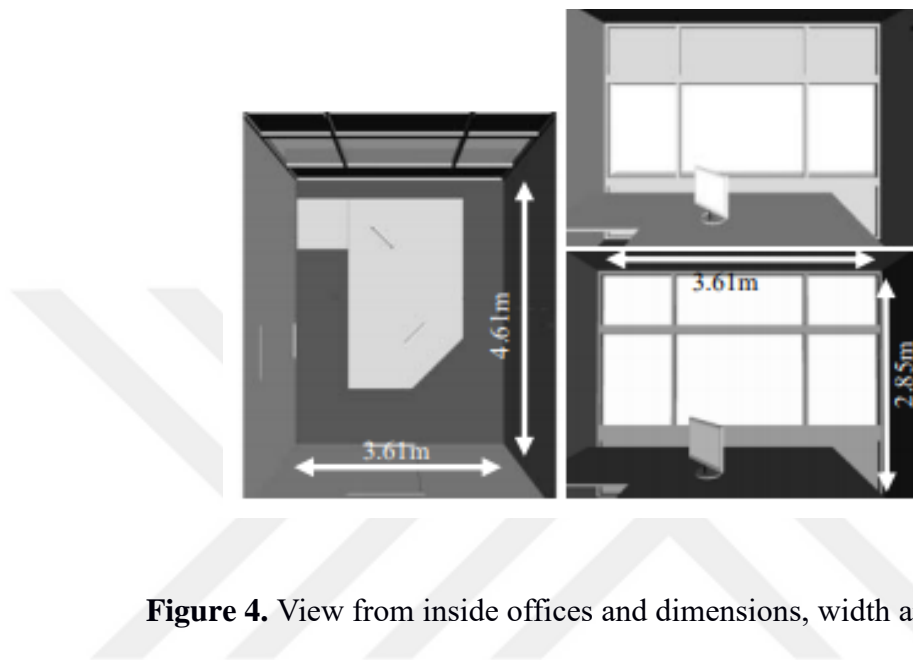 4.61m
3.61m
3.61m
2.85m
Figure 4. View from inside offices and dimensions, width a